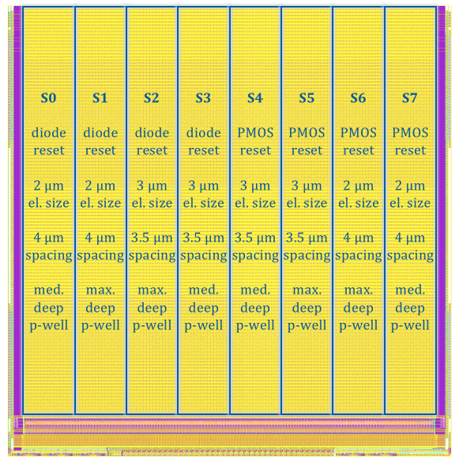 S0 S1 S2 S3 S4 S5 S6 S7
diode diode diode diode PMOS PMOS PMOS PMOS
reset reset reset reset reset reset reset reset
2 μm 2 μm 3 μm 3 μm 3 μm 3 μm 2 μm 2 μm
el. size el. size el. size el. size el. size el. size el. size el. size
4 μm 4 μm 3.5 μm 3.5 μm 3.5 μm 3.5 μm 4 μm 4 μm
spacing spacing spacing spacing spacing spacing spacing spacing
med. max. max. med. med. max. max. med.
deep deep deep deep deep deep deep deep
p-well p-well p-well p-well p-well p-well p-well p-well